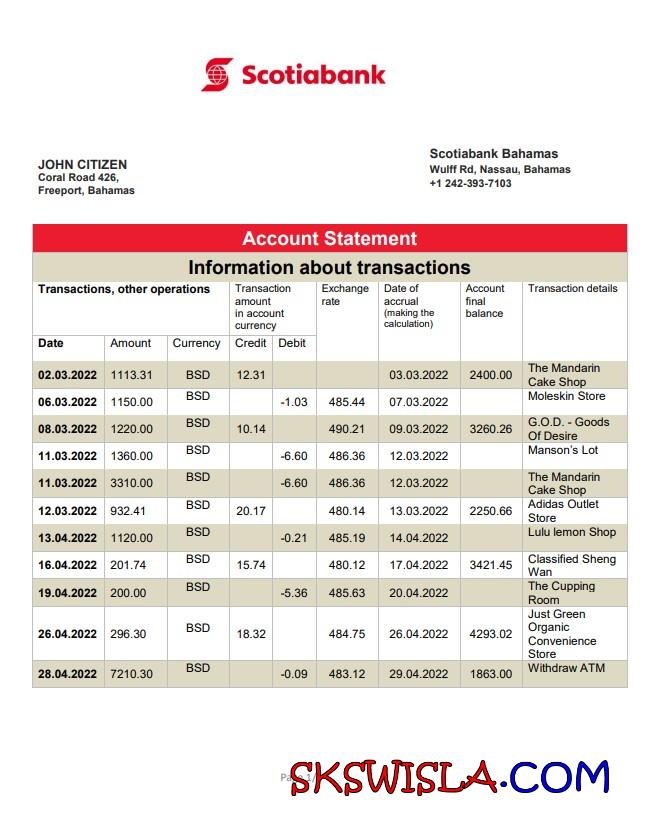 Scotiabank
JOHN CITIZEN
Coral Road 426,
Freeport, Bahamas
Scotiabank Bahamas
Wulff Rd, Nassau, Bahamas
+1 242-393-7103
Account Statement
Information about transactions
Transactions, other operations
Transaction
amount
in account
currency
Exchange
rate
Date of
accrual
(making the
calculation)
Account
final
balance
Transaction details
Date Amount Currency Credit Debit
02.03.2022 1113.31 BSD 12.31 03.03.2022 2400.00 The Mandarin
Cake Shop
06.03.2022 1150.00 BSD -1.03 485.44 07.03.2022 Moleskin Store
08.03.2022 1220.00 BSD 10.14 490.21 09.03.2022 3260.26 G.O.D. - Goods
Of Desire
11.03.2022 1360.00 BSD -6.60 486.36 12.03.2022 Manson's Lot
11.03.2022 3310.00 BSD -6.60 486.36 12.03.2022 The Mandarin
Cake Shop
12.03.2022 932.41 BSD 20.17 480.14 13.03.2022 2250.66 Adidas Outlet
Store
13.04.2022 1120.00 BSD -0.21 485.19 14.04.2022 Lulu lemon Shop
16.04.2022 201.74 BSD 15.74 480.12 17.04.2022 3421.45 Classified Sheng
Wan
19.04.2022 200.00 BSD -5.36 485.63 20.04.2022 The Cupping
Room
26.04.2022 296.30 BSD 18.32 484.75 26.04.2022 4293.02 Just Green
Organic
Convenience
Store
28.04.2022 7210.30 BSD -0.09 483.12 29.04.2022 1863.00 Withdraw ATM
SKSWISLA.COM